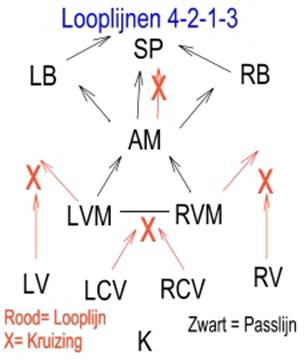 Looplijnen 4-2-1-3
SP
LB
RB
X
AM
X
X
LVM
RVM
X
LV
LCV
RCV
RV
Rood= Looplijn
X= Kruizing
K
Zwart = Passlijn